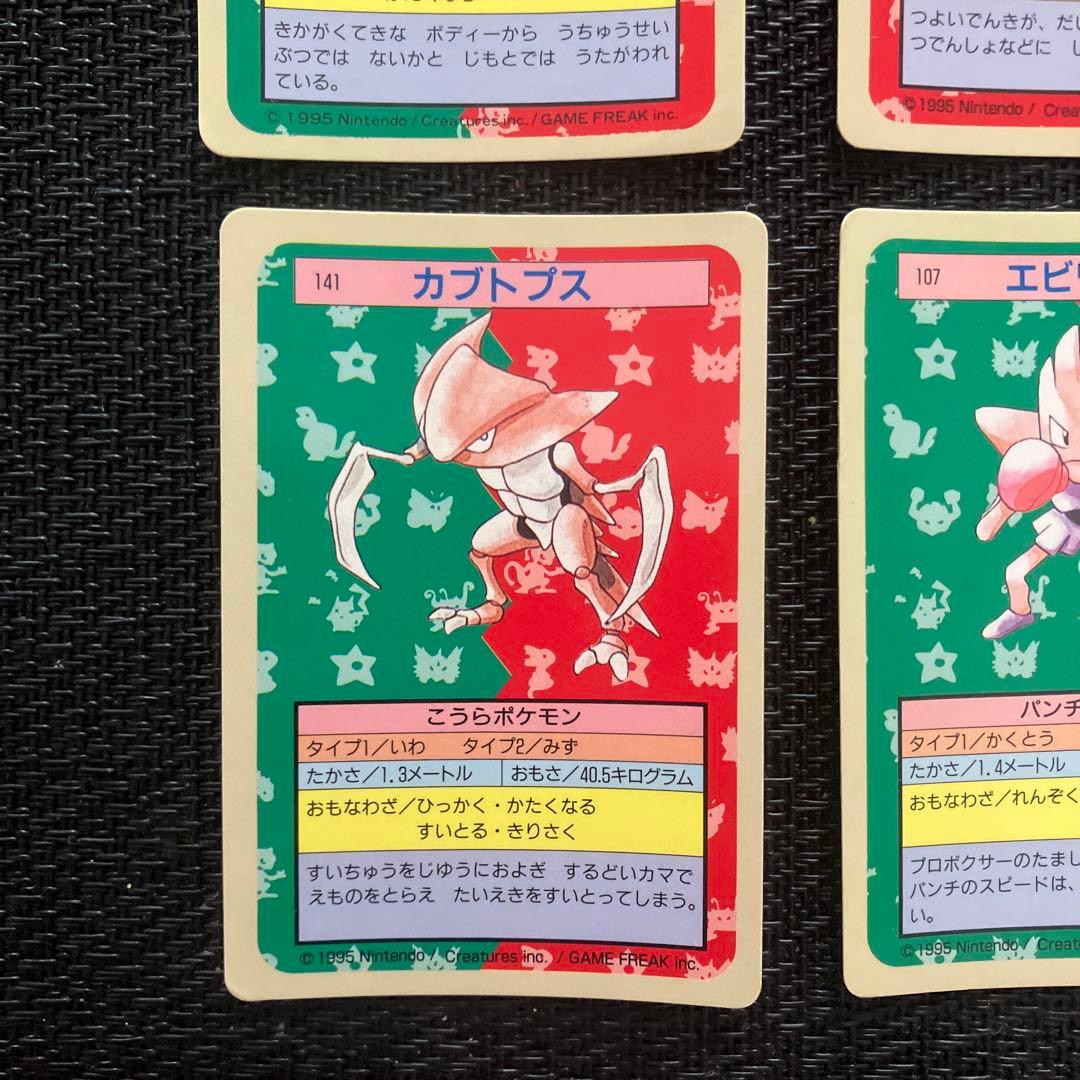 きかがくてきな ボディーから うちゅうせい
ぶつでは ないかと じもとでは うたがわれ
ている。
© 1995 Nintendo / Creatures inc. / GAME FREAK inc.
つよいでんきが、だい
つでんしょなどに し
© 1995 Nintendo / Crea
141 カブトプス
こうらポケモン
タイプ1/いわ タイプ2/みず
たかさ/1.3メートル おもさ/40.5キログラム
おもなわざ/ひっかく・かたくなる
すいとる・きりさく
すいちゅうをじゆうにおよぎ するどいカマで
えものをとらえ たいえきをすいとってしまう。
© 1995 Nintendo / Creatures inc. / GAME FREAK inc.
107 エビ
パンチ
タイプ1/かくとう
たかさ/1.4メートル
おもなわざ/れんぞく
プロボクサーのたまし
パンチのスピードは、
い。
© 1995 Nintendo / Creat